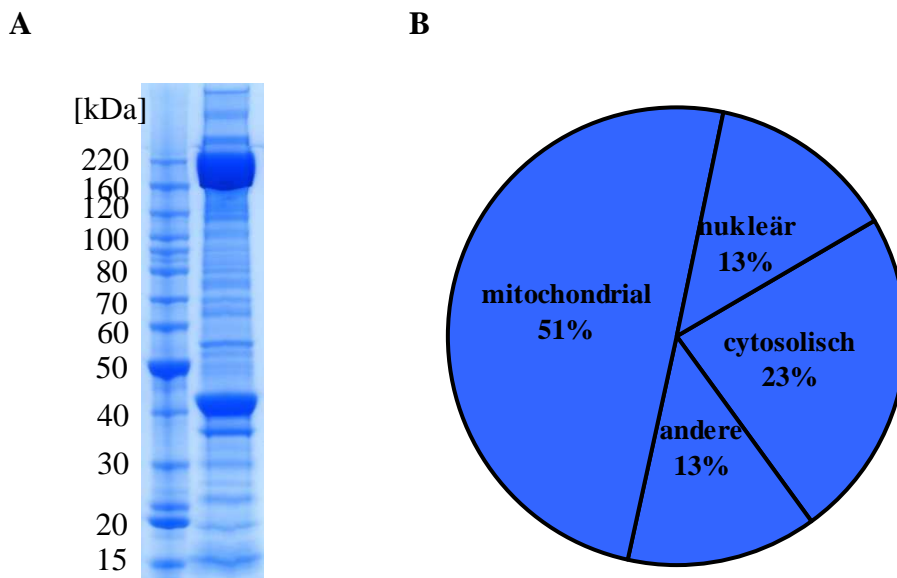 A
B
[kDa]
220
160
120
100
80
70
60
50
40
30
20
15
nukleär
13%
mitochondrial
51%
cytosolisch
23%
andere
13%